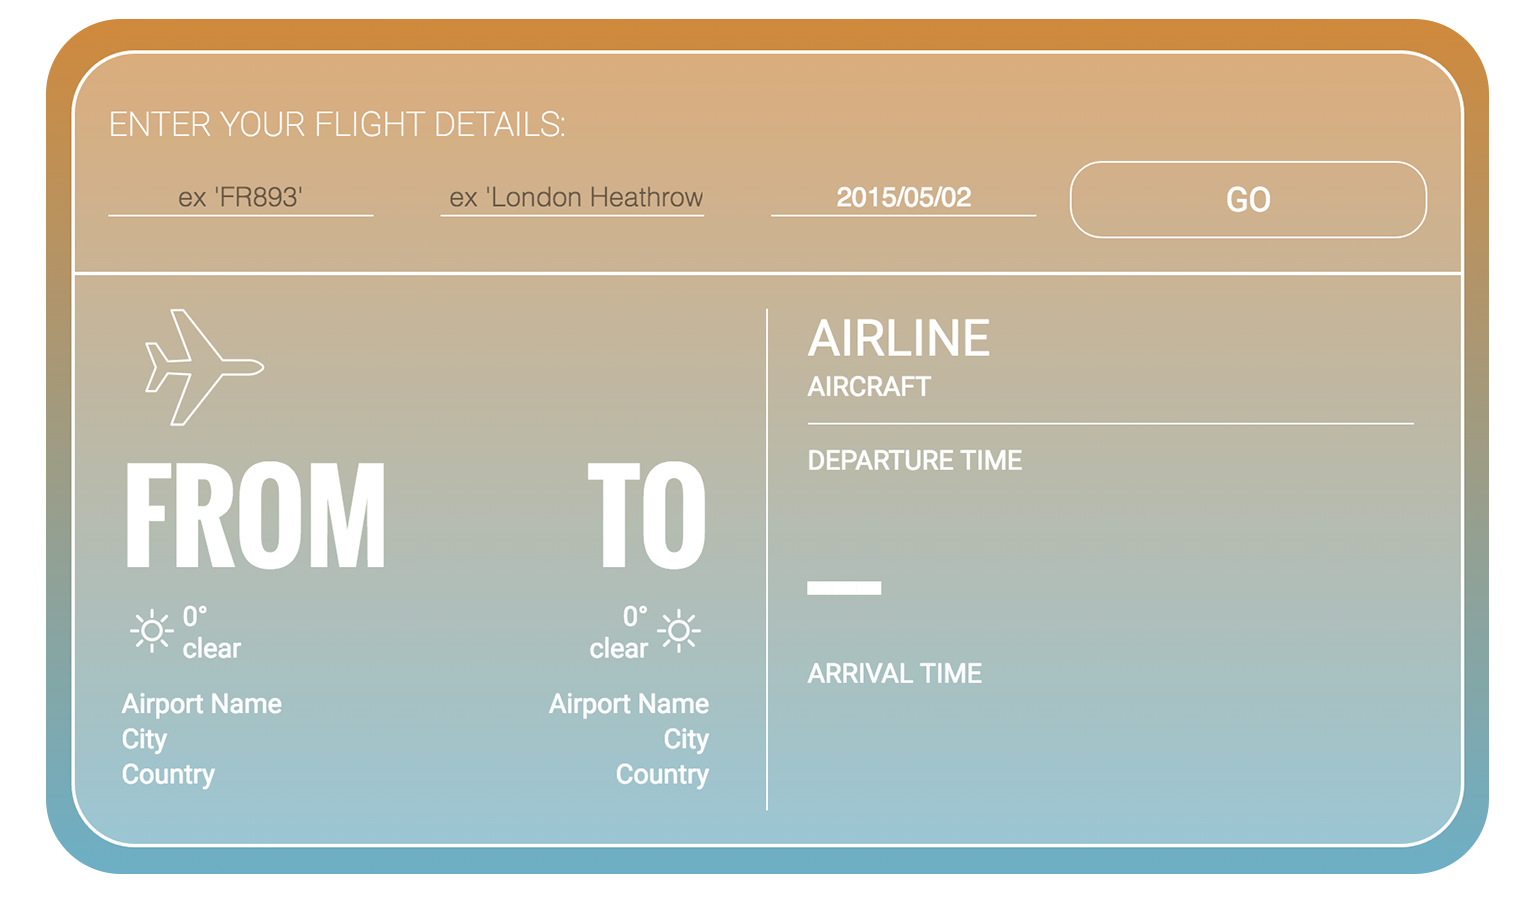 ENTER YOUR FLIGHT DETAILS:
ex 'FR893'
ex 'London Heathrow
2015/05/02
GO
AIRLINE
AIRCRAFT
DEPARTURE TIME
ARRIVAL TIME
FROM
TO
0°
clear
0°
clear
Airport Name
City
Country
Airport Name
City
Country